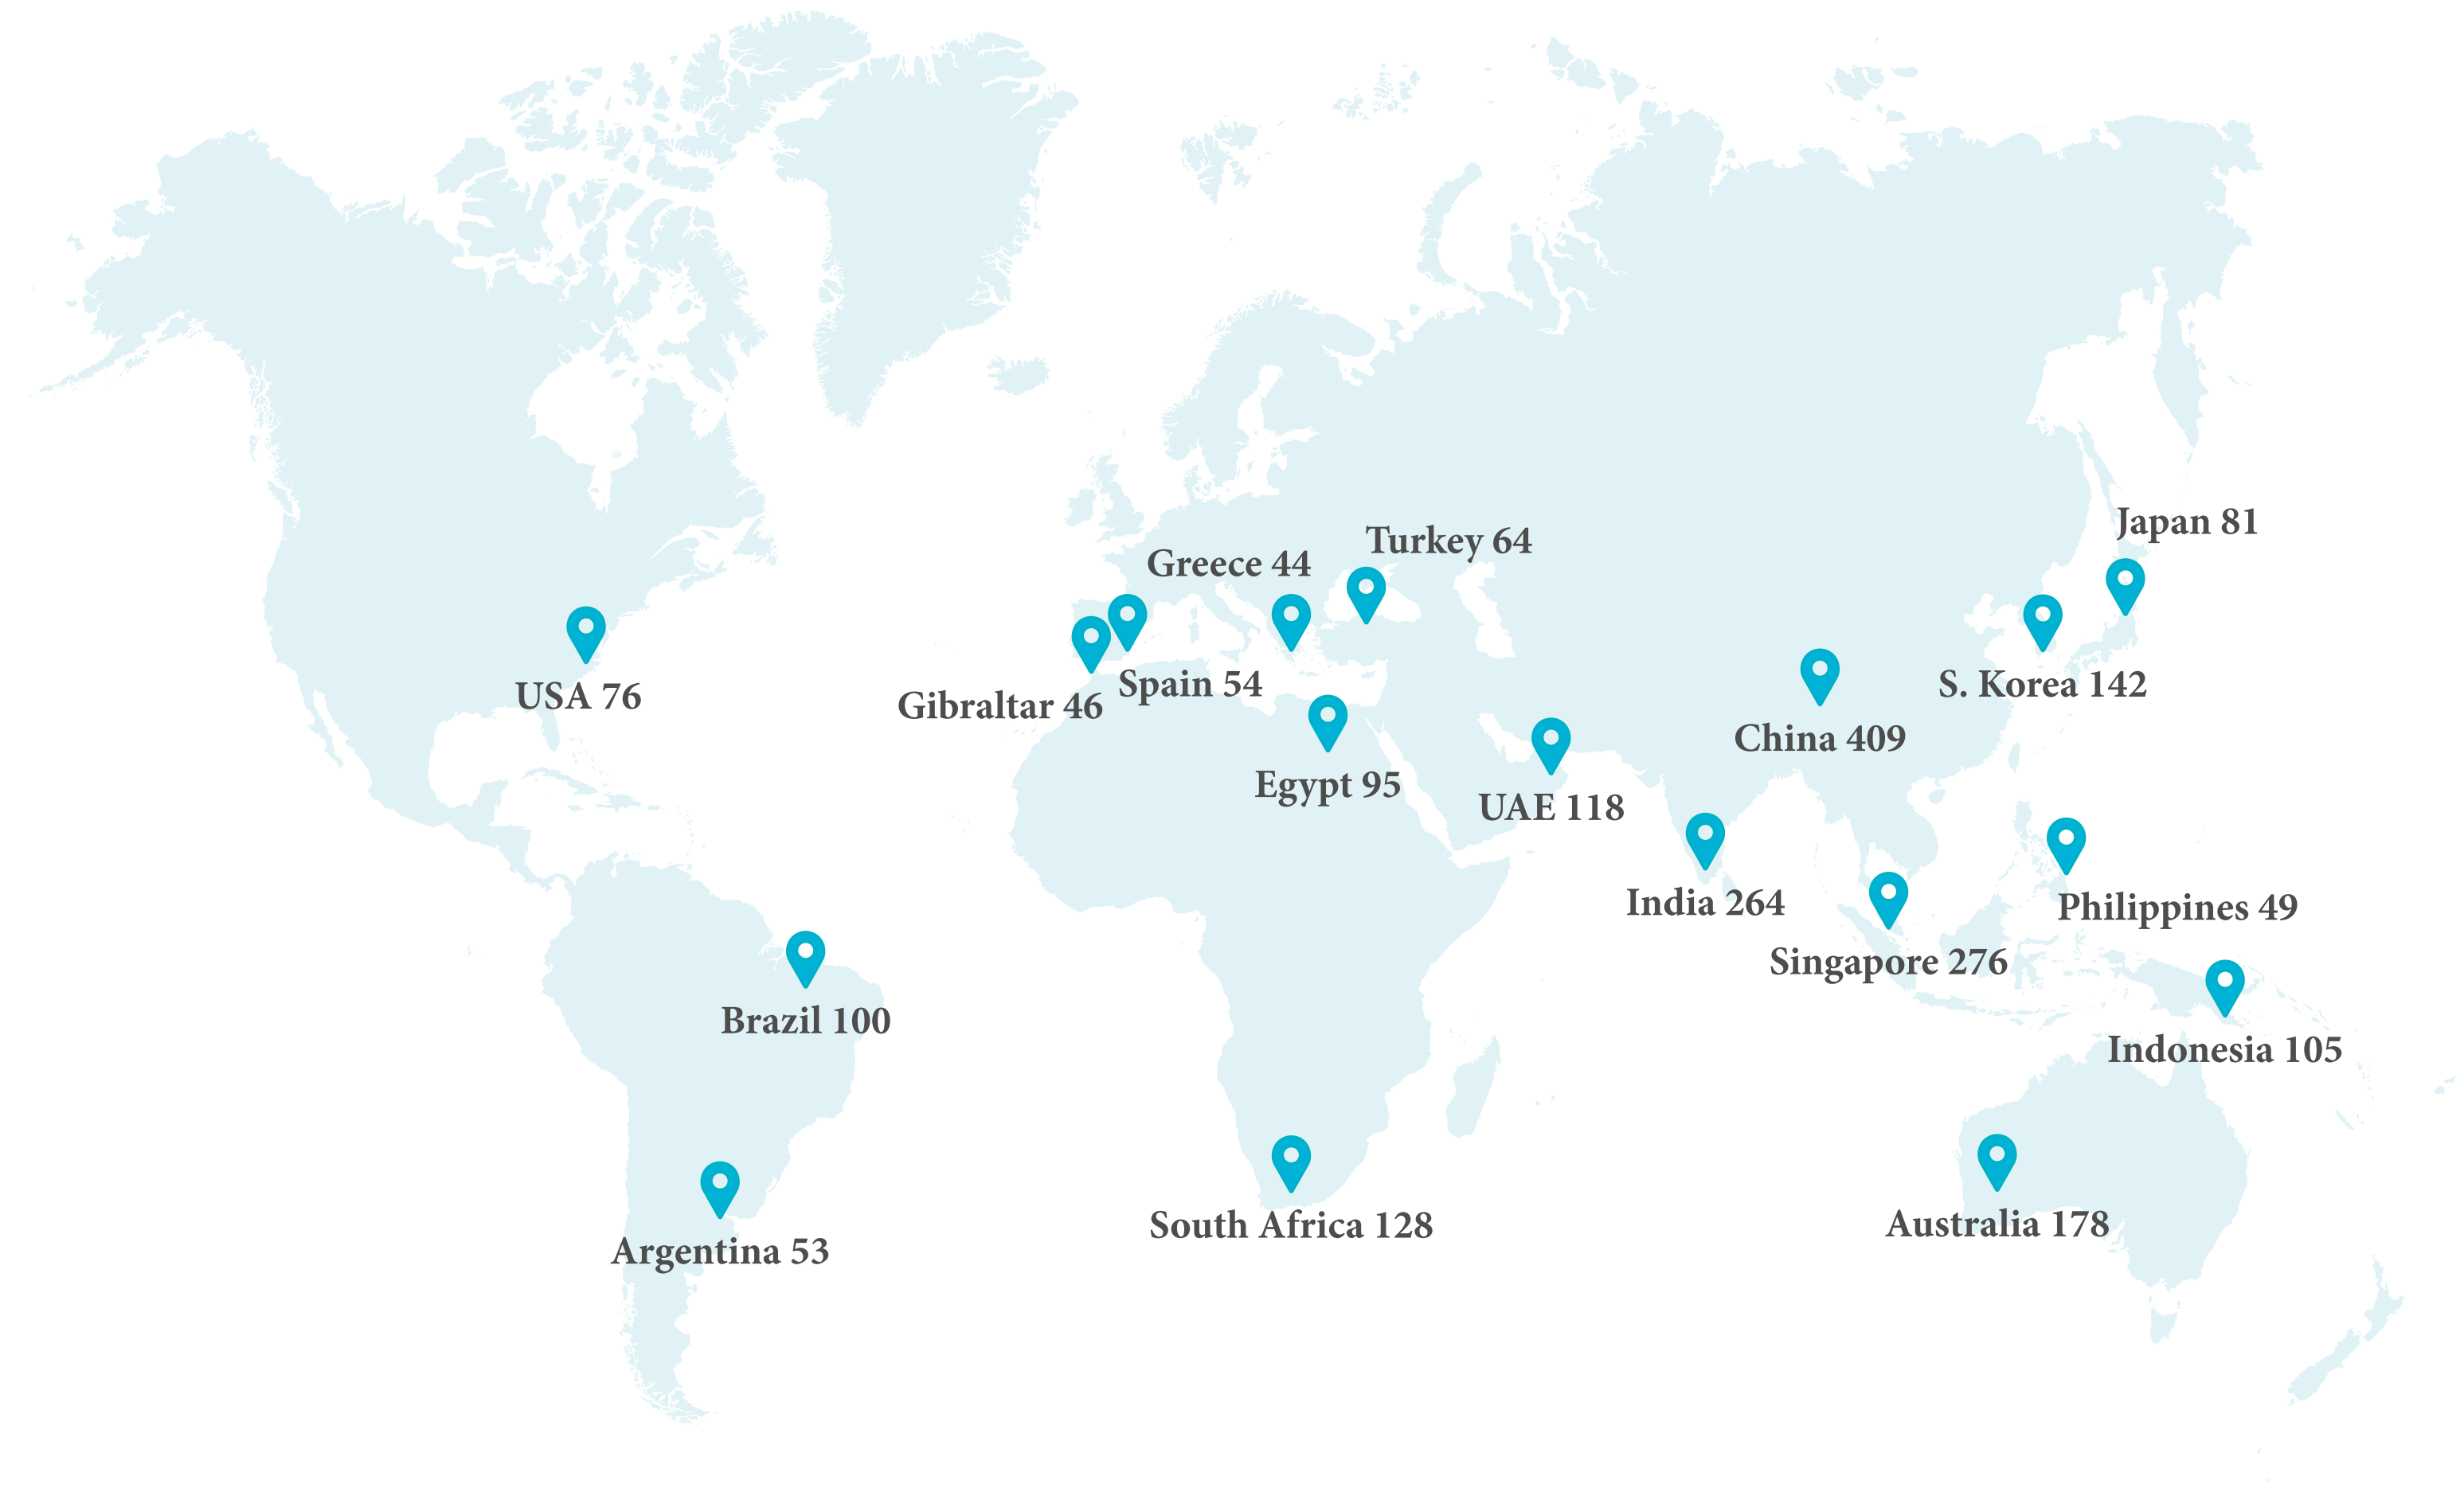 Japan 81
Turkey 64
Greece 44
Spain 54
S. Korea 142
USA 76
Gibraltar 46
China 409
Egypt 95
UAE 118
India 264
Philippines 49
Singapore 276
Brazil 100
Indonesia 105
South Africa 128
Australia 178
Argentina 53